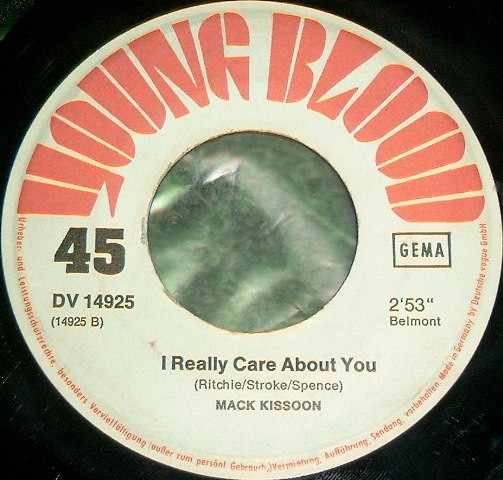 YOUNG BLOOD
45
GEMA
DV 14925
(14925 B)
2'53"
Belmont
I Really Care About You
(Ritchie/Stroke/Spence)
MACK KISSOON
Urheber- und Leistungsschutzrechte, besonders Vervielfältigung (außer zum persönl Gebrauch,) Vermietung, Aufführung, Sendung, vorbehalten Made in Germany by Deutsche vogue GmbH